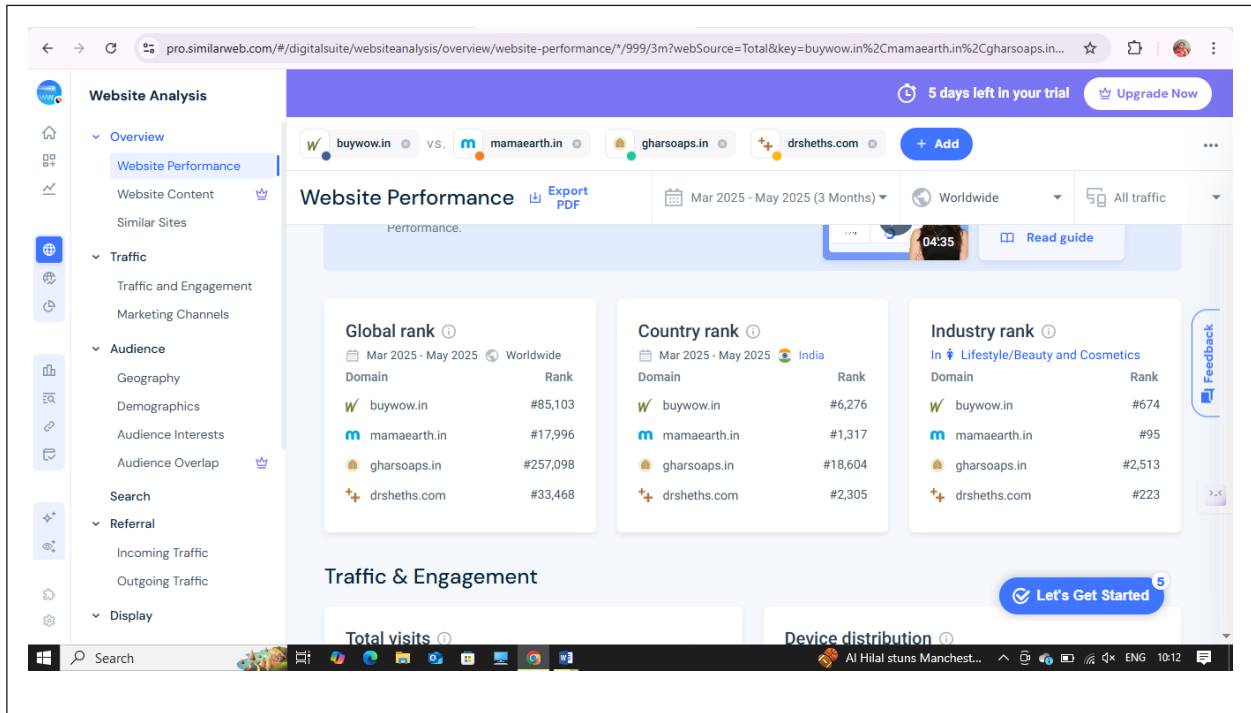 pro.similarweb.com/#/digitalsuite/websiteanalysis/overview/website-performance/*/999/3m?webSource=Total&key=buywow.in%2Cmamaearth.in%2Cgharsoaps.in...
Website Analysis
5 days left in your trial
Upgrade Now
Overview
Website Performance
Website Content
Similar Sites
Traffic
Traffic and Engagement
Marketing Channels
Audience
Geography
Demographics
Audience Interests
Audience Overlap
Search
Referral
Incoming Traffic
Outgoing Traffic
Display
buywow.in vs. mamaearth.in gharsoaps.in drsheths.com + Add
Website Performance Export PDF Mar 2025 - May 2025 (3 Months) Worldwide All traffic
Performance.
04:35
Read guide
Global rank
Mar 2025 - May 2025 Worldwide
Domain Rank
buywow.in #85,103
mamaearth.in #17,996
gharsoaps.in #257,098
drsheths.com #33,468
Country rank
Mar 2025 - May 2025 India
Domain Rank
buywow.in #6,276
mamaearth.in #1,317
gharsoaps.in #18,604
drsheths.com #2,305
Industry rank
In Lifestyle/Beauty and Cosmetics
Domain Rank
buywow.in #674
mamaearth.in #95
gharsoaps.in #2,513
drsheths.com #223
Feedback
Traffic & Engagement
Let's Get Started
5
Total visits
Device distribution
Search
Al Hilal stuns Manchest...
ENG
10:12